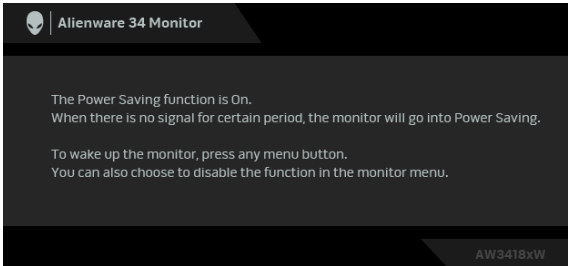 Alienware 34 Monitor
The Power Saving function is On.
When there is no signal for certain period, the monitor will go into Power Saving.
To wake up the monitor, press any menu button.
You can also choose to disable the function in the monitor menu.
AW3418xW